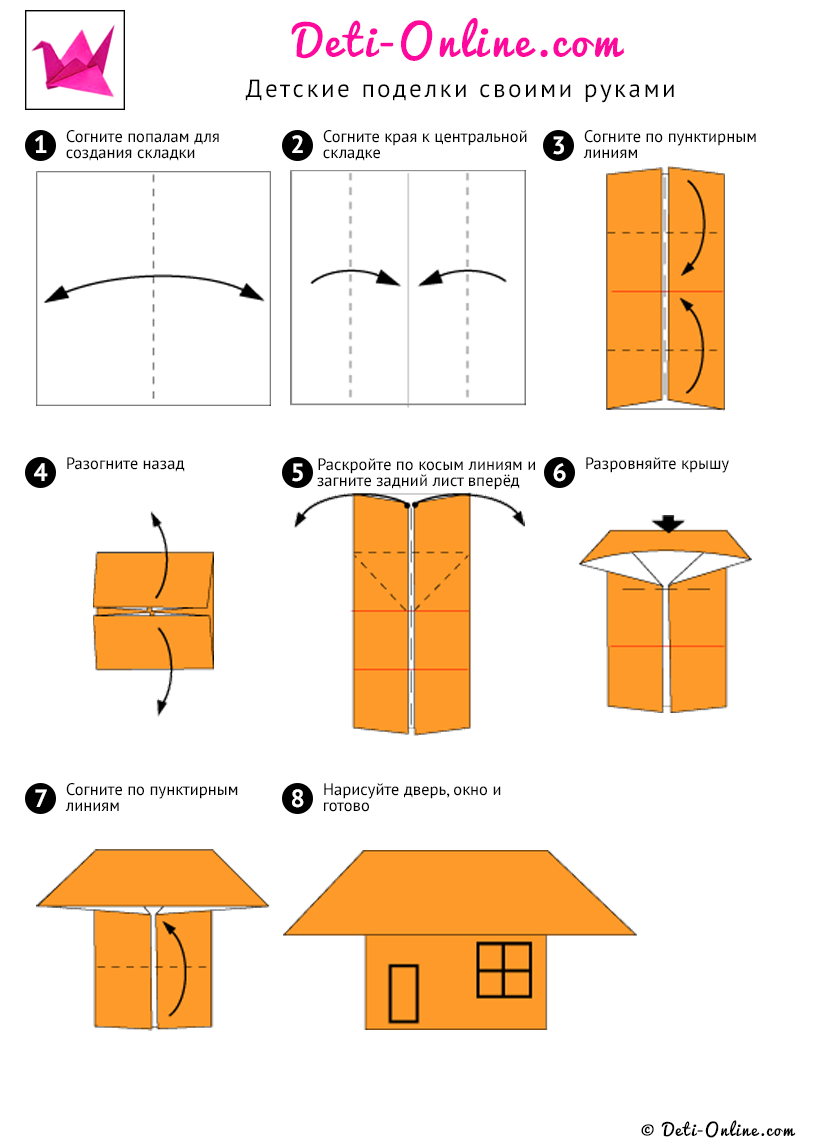 Deti-Online.com
Детские поделки своими руками
1 Согните попалам для
создания складки
2 Согните края к центральной
складке
3 Согните по пунктирным
линиям
4 Разогните назад
5 Раскройте по косым линиям и
загните задний лист вперёд
6 Разровняйте крышу
7 Согните по пунктирным
линиям
8 Нарисуйте дверь, окно и
готово
© Deti-Online.com